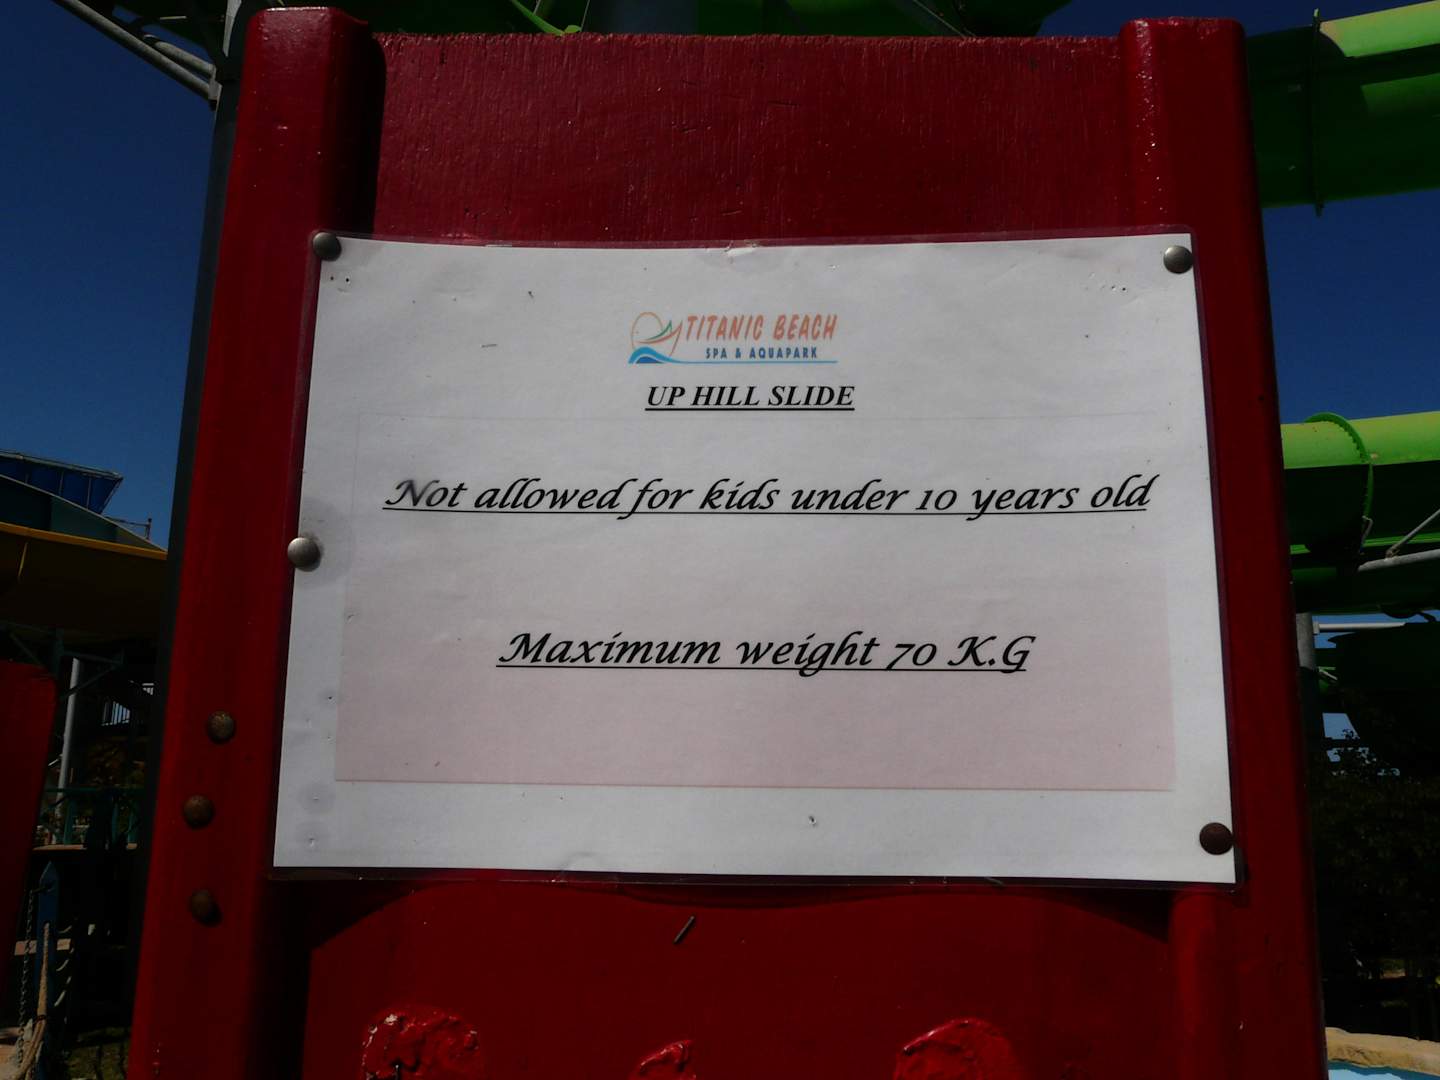 TITANIC BEACH
SPA & AQUAPARK
UP HILL SLIDE
Not allowed for kids under 10 years old
Maximum weight 70 K.G